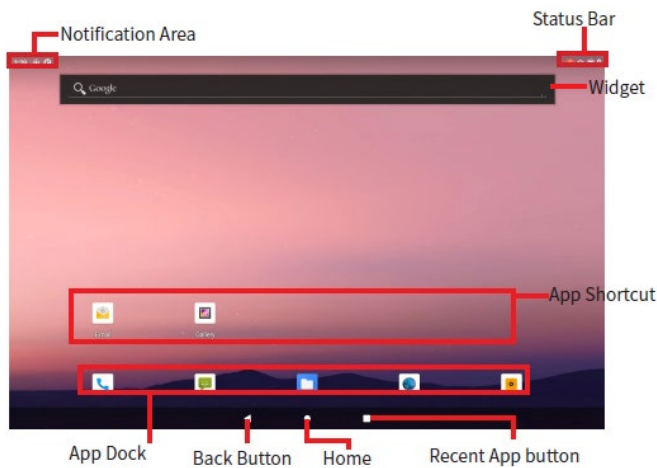 Status Bar
Notification Area
Google
Widget
App Shortcut
Email
Gallery
App Dock
Back Button
Home
Recent App button